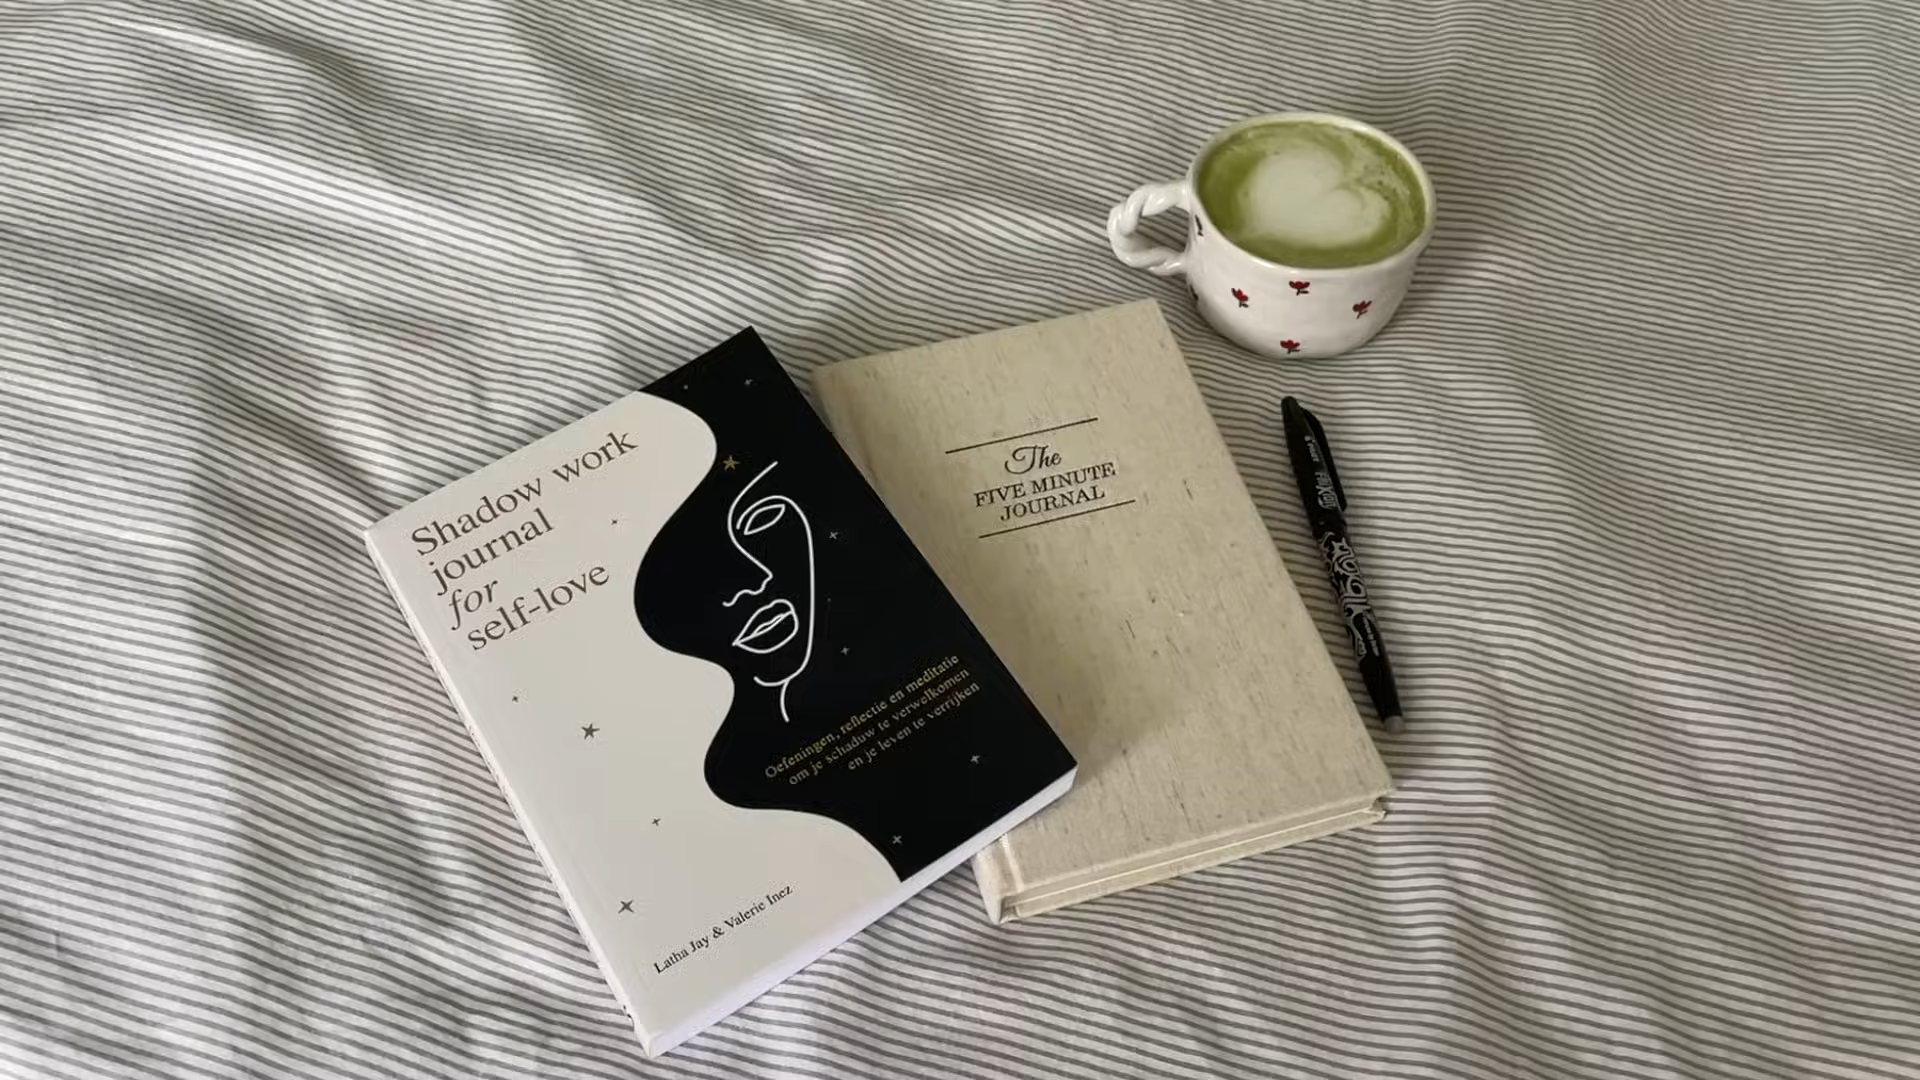 Shadow work
journal
for
self-love
Oefeningen, reflectie en meditatie
om je schaduw te verwelkomen
en je leven te verrijken
Latha Jay & Valerie Inez
The
FIVE MINUTE
JOURNAL